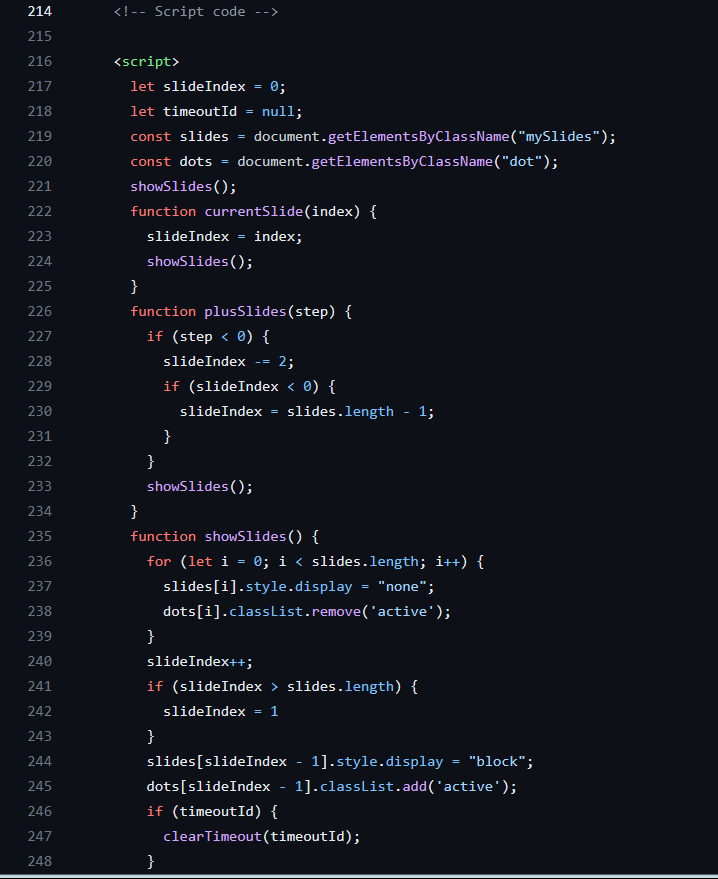 214 <!-- Script code -->
215
216 <script>
217 let slideIndex = 0;
218 let timeoutId = null;
219 const slides = document.getElementsByClassName("mySlides");
220 const dots = document.getElementsByClassName("dot");
221 showSlides();
222 function currentSlide(index) {
223 slideIndex = index;
224 showSlides();
225 }
226 function plusSlides(step) {
227 if (step < 0) {
228 slideIndex -= 2;
229 if (slideIndex < 0) {
230 slideIndex = slides.length - 1;
231 }
232 }
233 showSlides();
234 }
235 function showSlides() {
236 for (let i = 0; i < slides.length; i++) {
237 slides[i].style.display = "none";
238 dots[i].classList.remove('active');
239 }
240 slideIndex++;
241 if (slideIndex > slides.length) {
242 slideIndex = 1
243 }
244 slides[slideIndex - 1].style.display = "block";
245 dots[slideIndex - 1].classList.add('active');
246 if (timeoutId) {
247 clearTimeout(timeoutId);
248 }